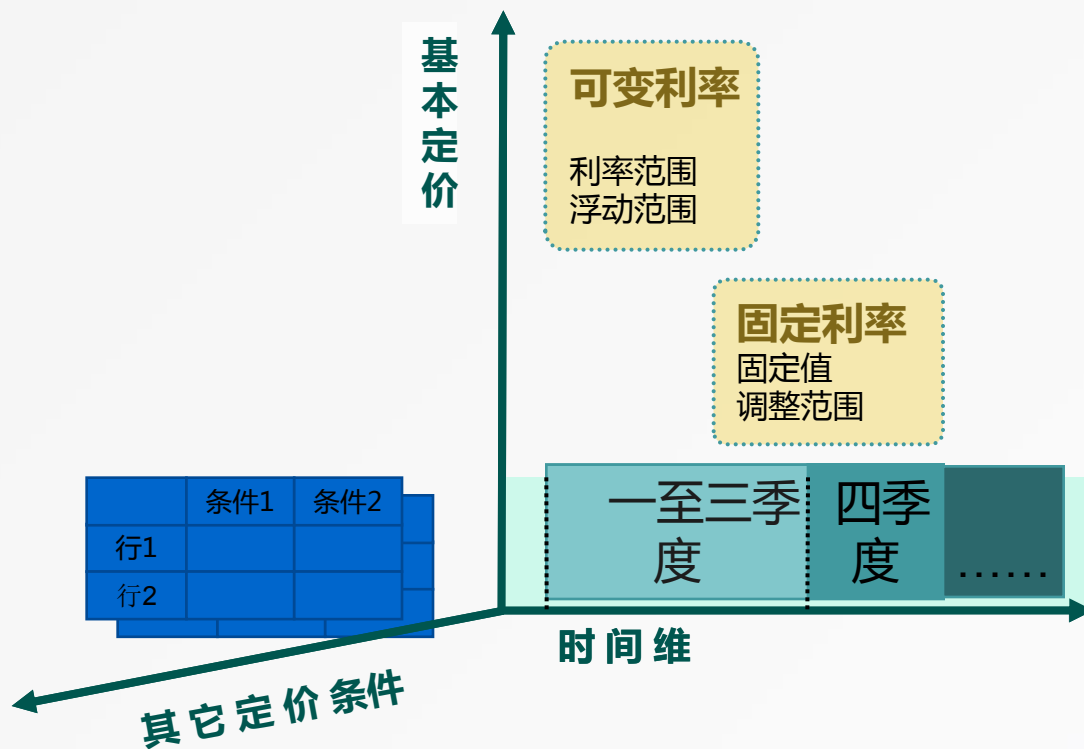 基本定价
可变利率
利率范围
浮动范围
固定利率
固定值
调整范围
条件1 条件2
行1
行2
一至三季
度
四季
度
……
时间维
其它定价条件